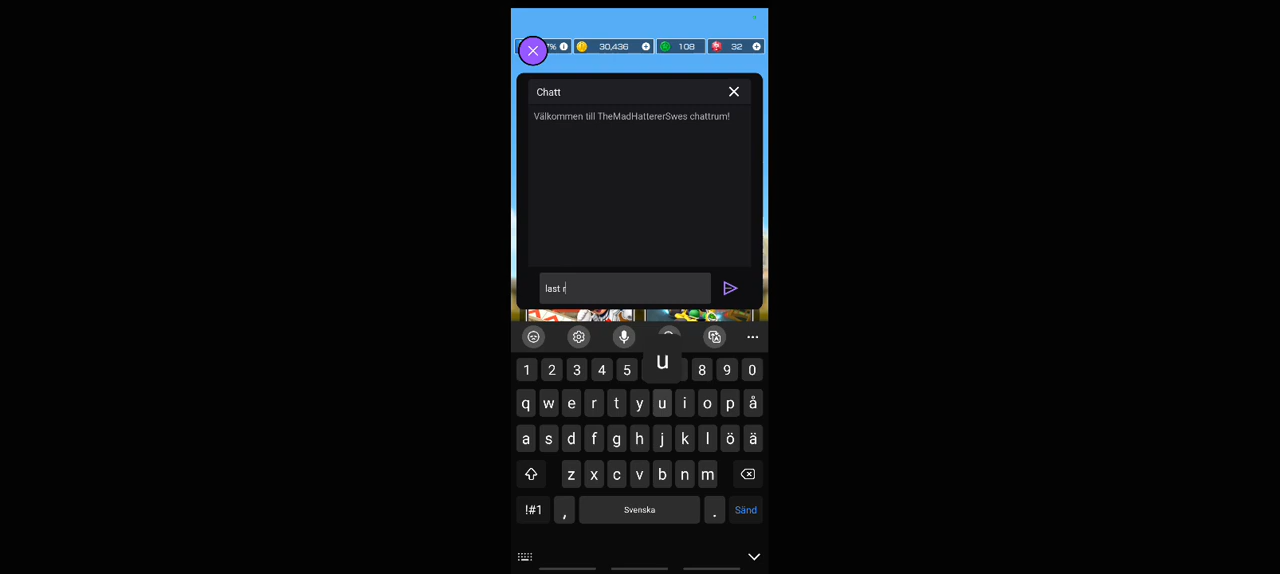 %
30,436
108
32
Chatt
Välkommen till TheMadHattererSwes chattrum!
last r
u
1 2 3 4 5 8 9 0
q w e r t y u i o p å
a s d f g h j k l ö ä
z x c v b n m
!#1 , Svenska . Sänd